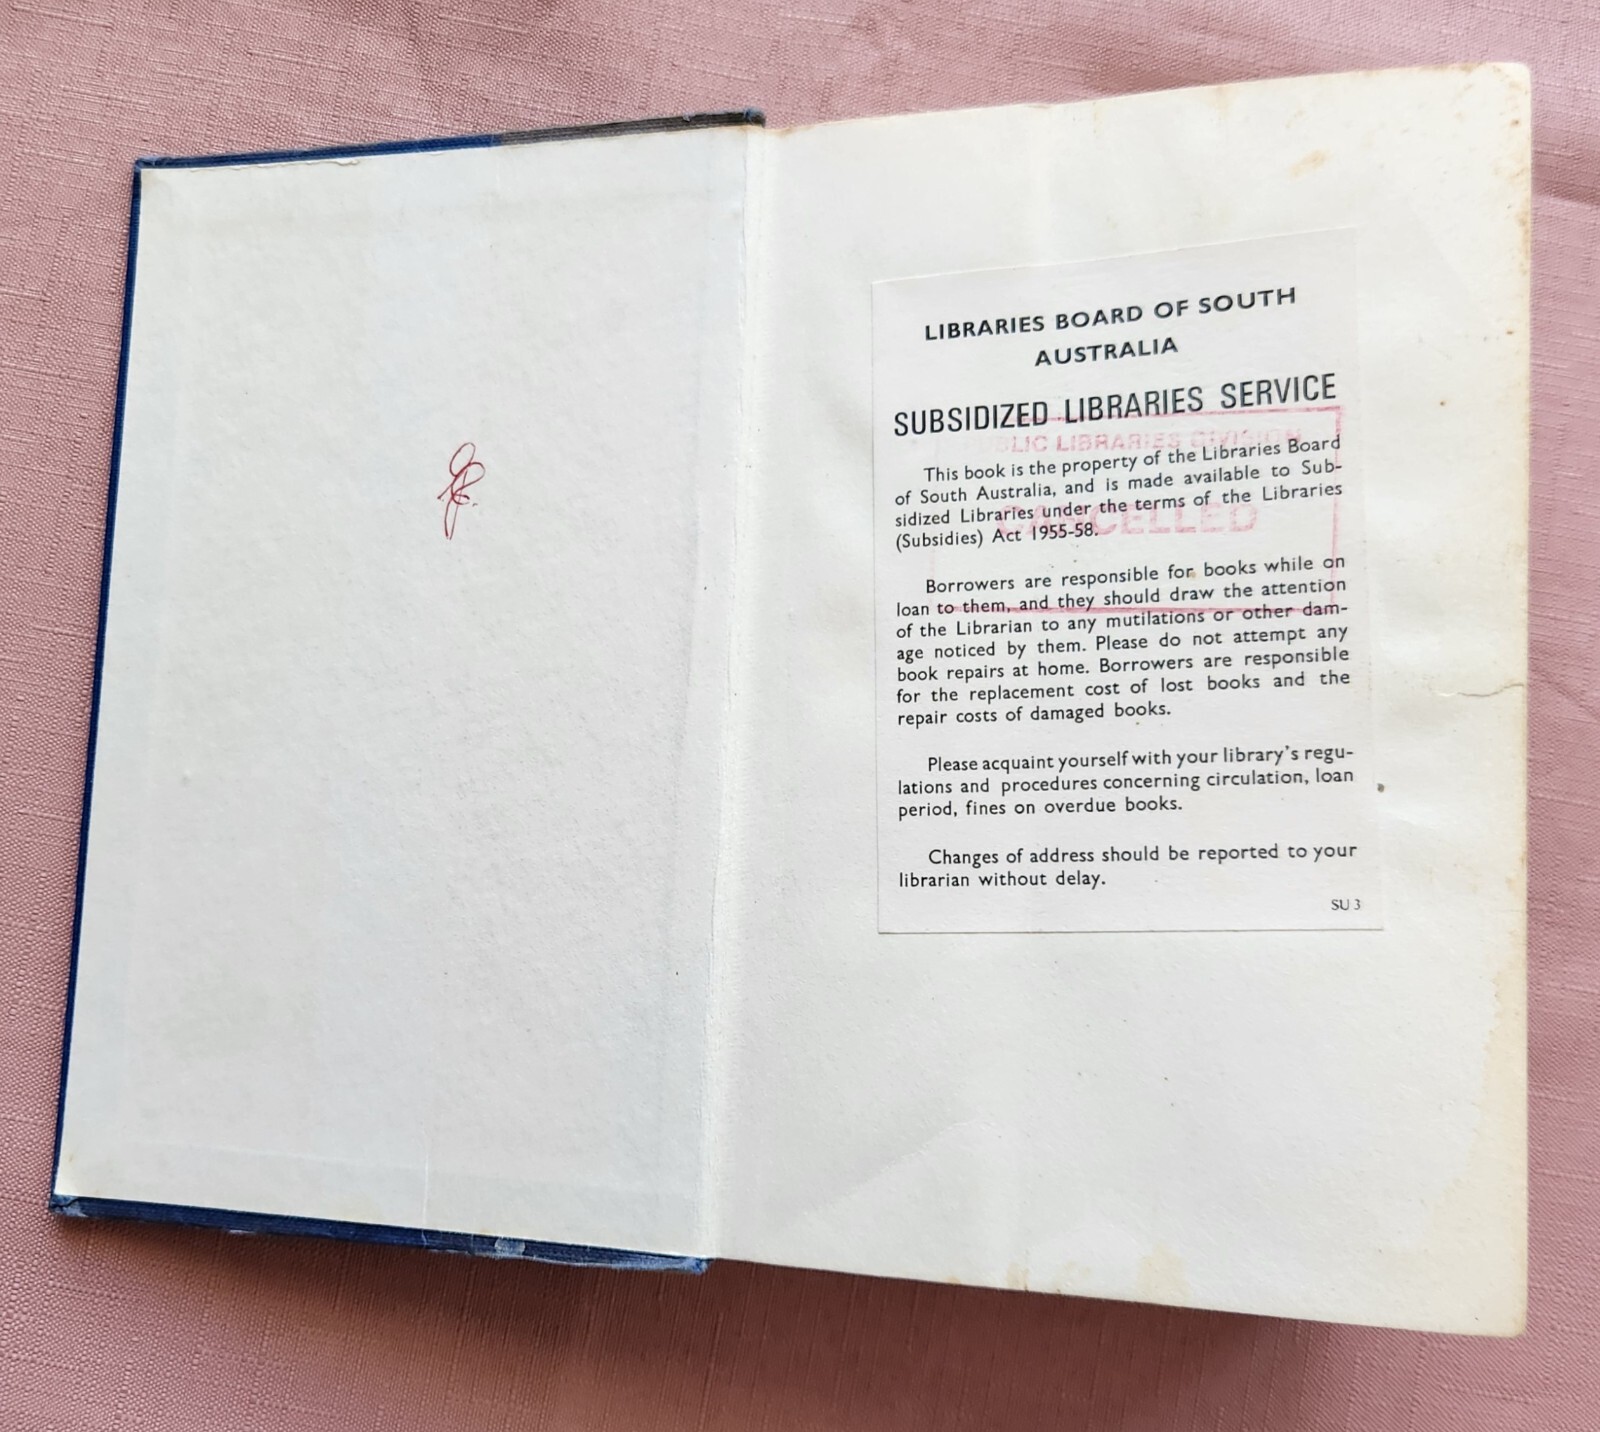 LIBRARIES BOARD OF SOUTH
AUSTRALIA
SUBSIDIZED LIBRARIES SERVICE
PUBLIC LIBRARIES DIVISION
This book is the property of the Libraries Board
of South Australia, and is made available to Sub-
sidized Libraries under the terms of the Libraries
CANCELLED
(Subsidies) Act 1955-58.
Borrowers are responsible for books while on
loan to them, and they should draw the attention
of the Librarian to any mutilations or other dam-
age noticed by them. Please do not attempt any
book repairs at home. Borrowers are responsible
for the replacement cost of lost books and the
repair costs of damaged books.
Please acquaint yourself with your library's regu-
lations and procedures concerning circulation, loan
period, fines on overdue books.
Changes of address should be reported to your
librarian without delay.
SU 3